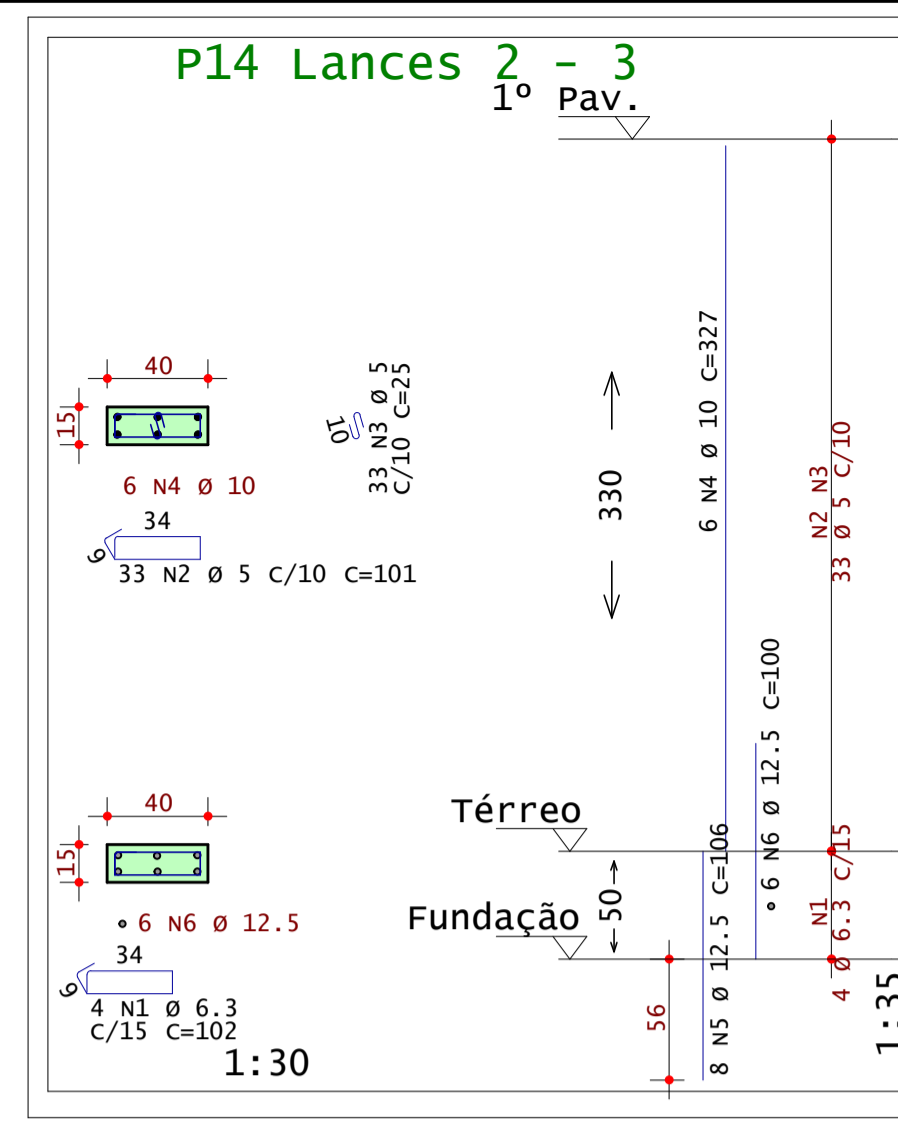 P14 Lances 2 - 3
1º Pav.
40
15
6 N4 Ø 10
34
9
33 N2 Ø 5 C/10 C=101
10
33 N3 Ø 5
C/10 C=25
330
6 N4 Ø 10 C=327
N2 N3
33 Ø 5 C/10
40
15
6 N6 Ø 12.5
34
9
4 N1 Ø 6.3
C/15 C=102
1:30
Térreo
50
Fundação
56
8 N5 Ø 12.5 C=106
6 N6 Ø 12.5 C=100
N1
4 Ø 6.3 C/15
1:35